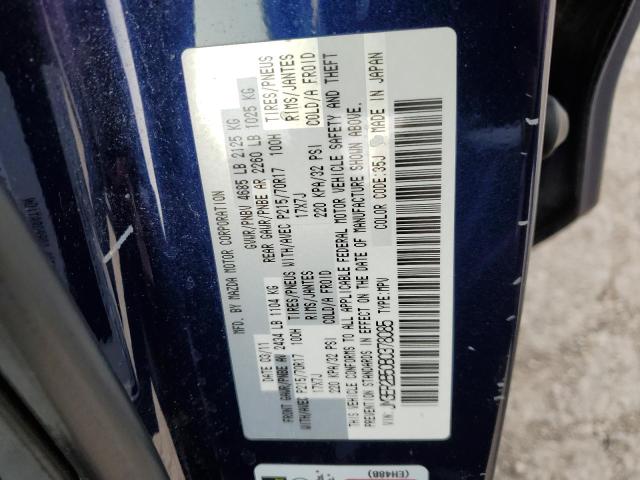 MFD. BY MAZDA MOTOR CORPORATION
DATE 03/11 GVWR/PNBV 4685 LB 2125 KG
FRONT GAWR/PNBE AV 2434 LB 1104 KG REAR GAWR/PNBE AR 2260 LB 1025 KG
WITH/AVEC P215/70R17 100H TIRES/PNEUS WITH/AVEC P215/70R17 100H TIRES/PNEUS
17X7J RIMS/JANTES 17X7J RIMS/JANTES
220 KPA/32 PSI COLD/A FROID 220 KPA/32 PSI COLD/A FROID
THIS VEHICLE CONFORMS TO ALL APPLICABLE FEDERAL MOTOR VEHICLE SAFETY AND THEFT
PREVENTION STANDARDS IN EFFECT ON THE DATE OF MANUFACTURE SHOWN ABOVE.
VIN: TYPE:MPV COLOR CODE:35J MADE IN JAPAN
(EH48B)